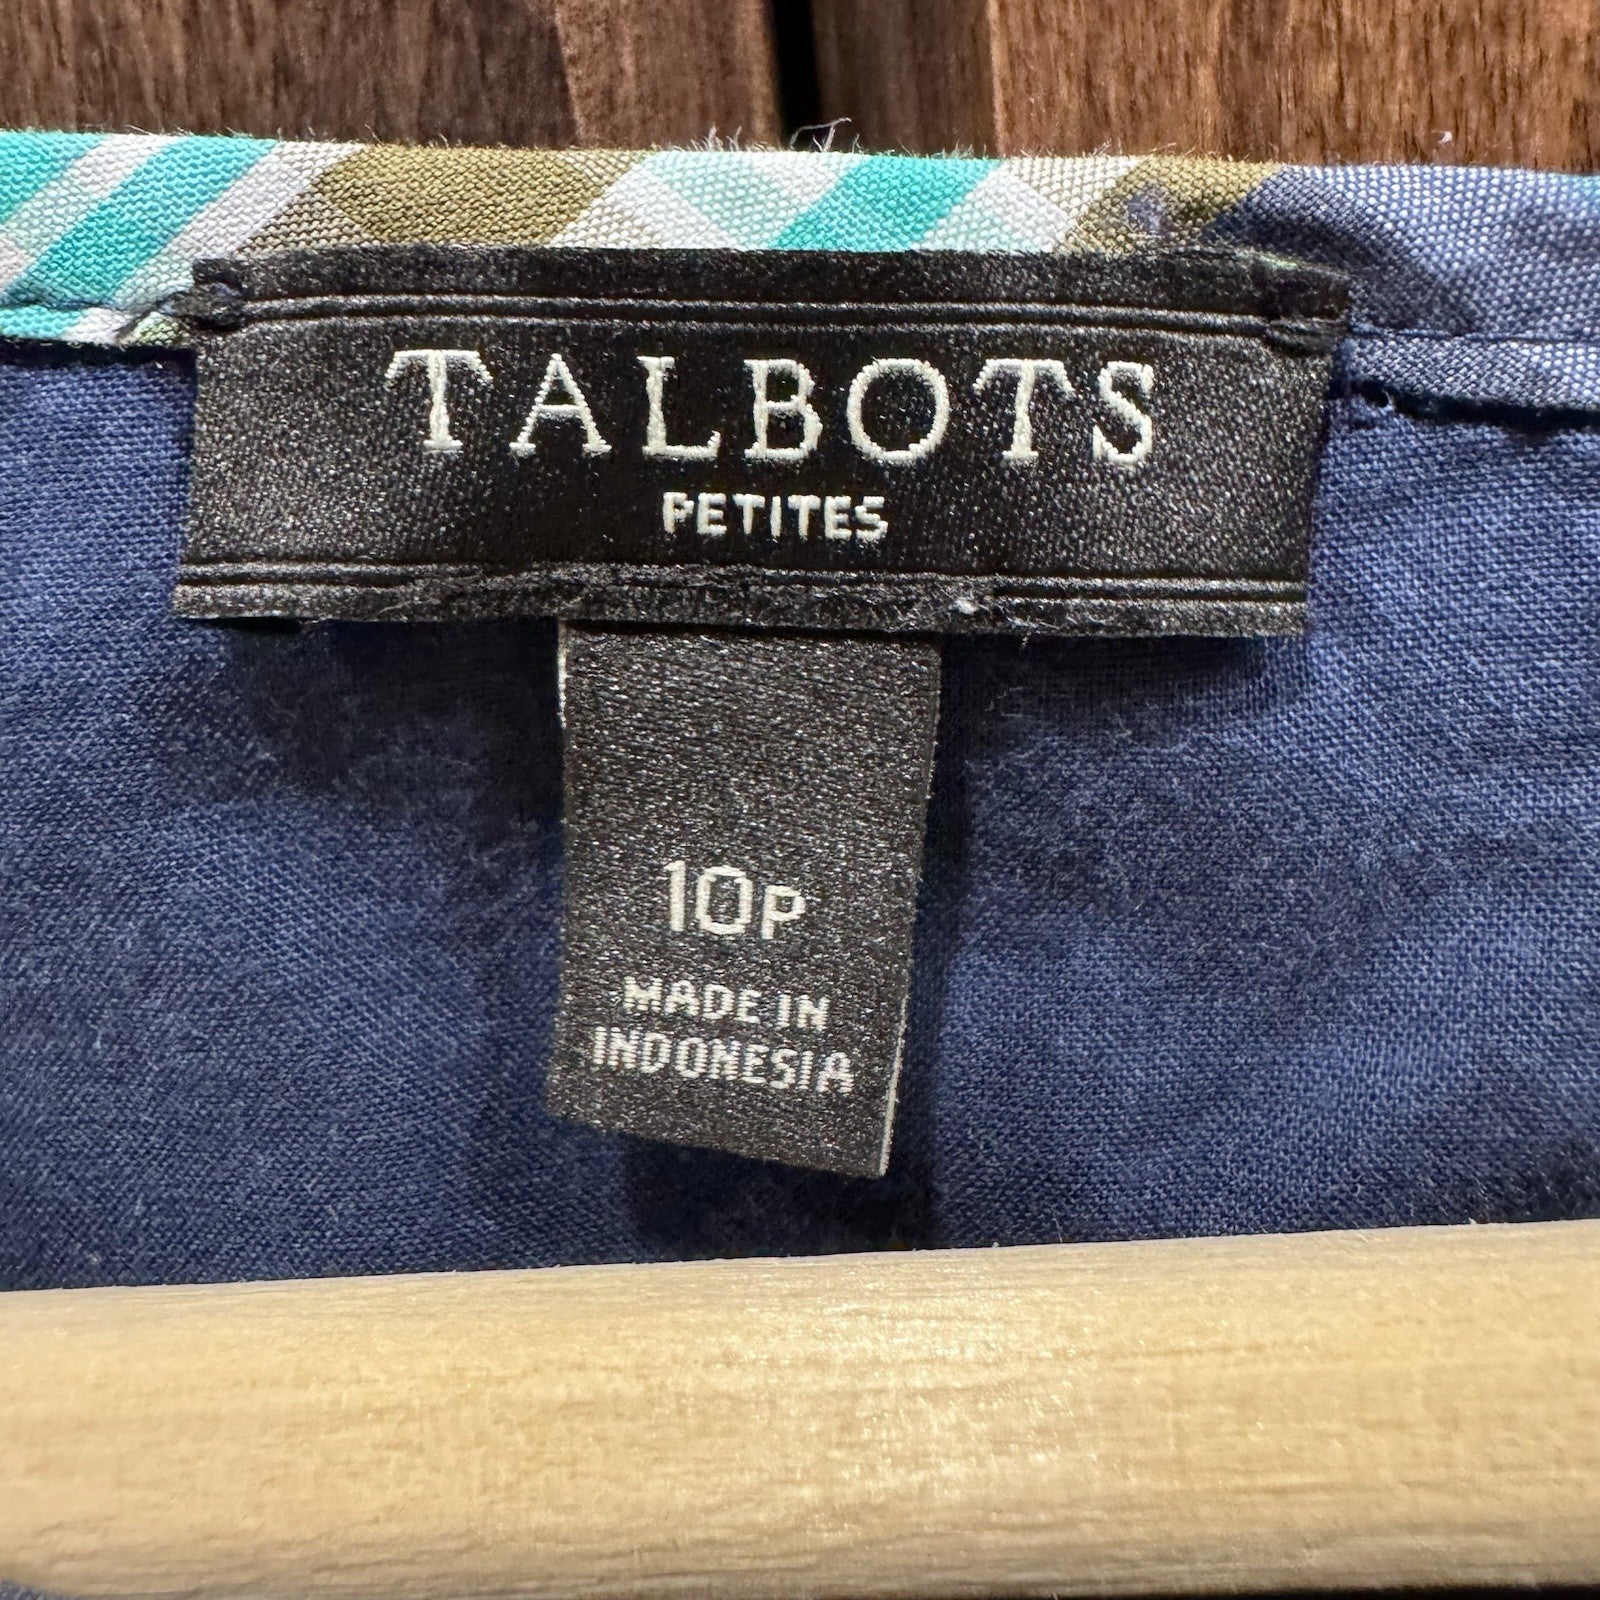 TALBOTS
PETITES
10P
MADE IN
INDONESIA